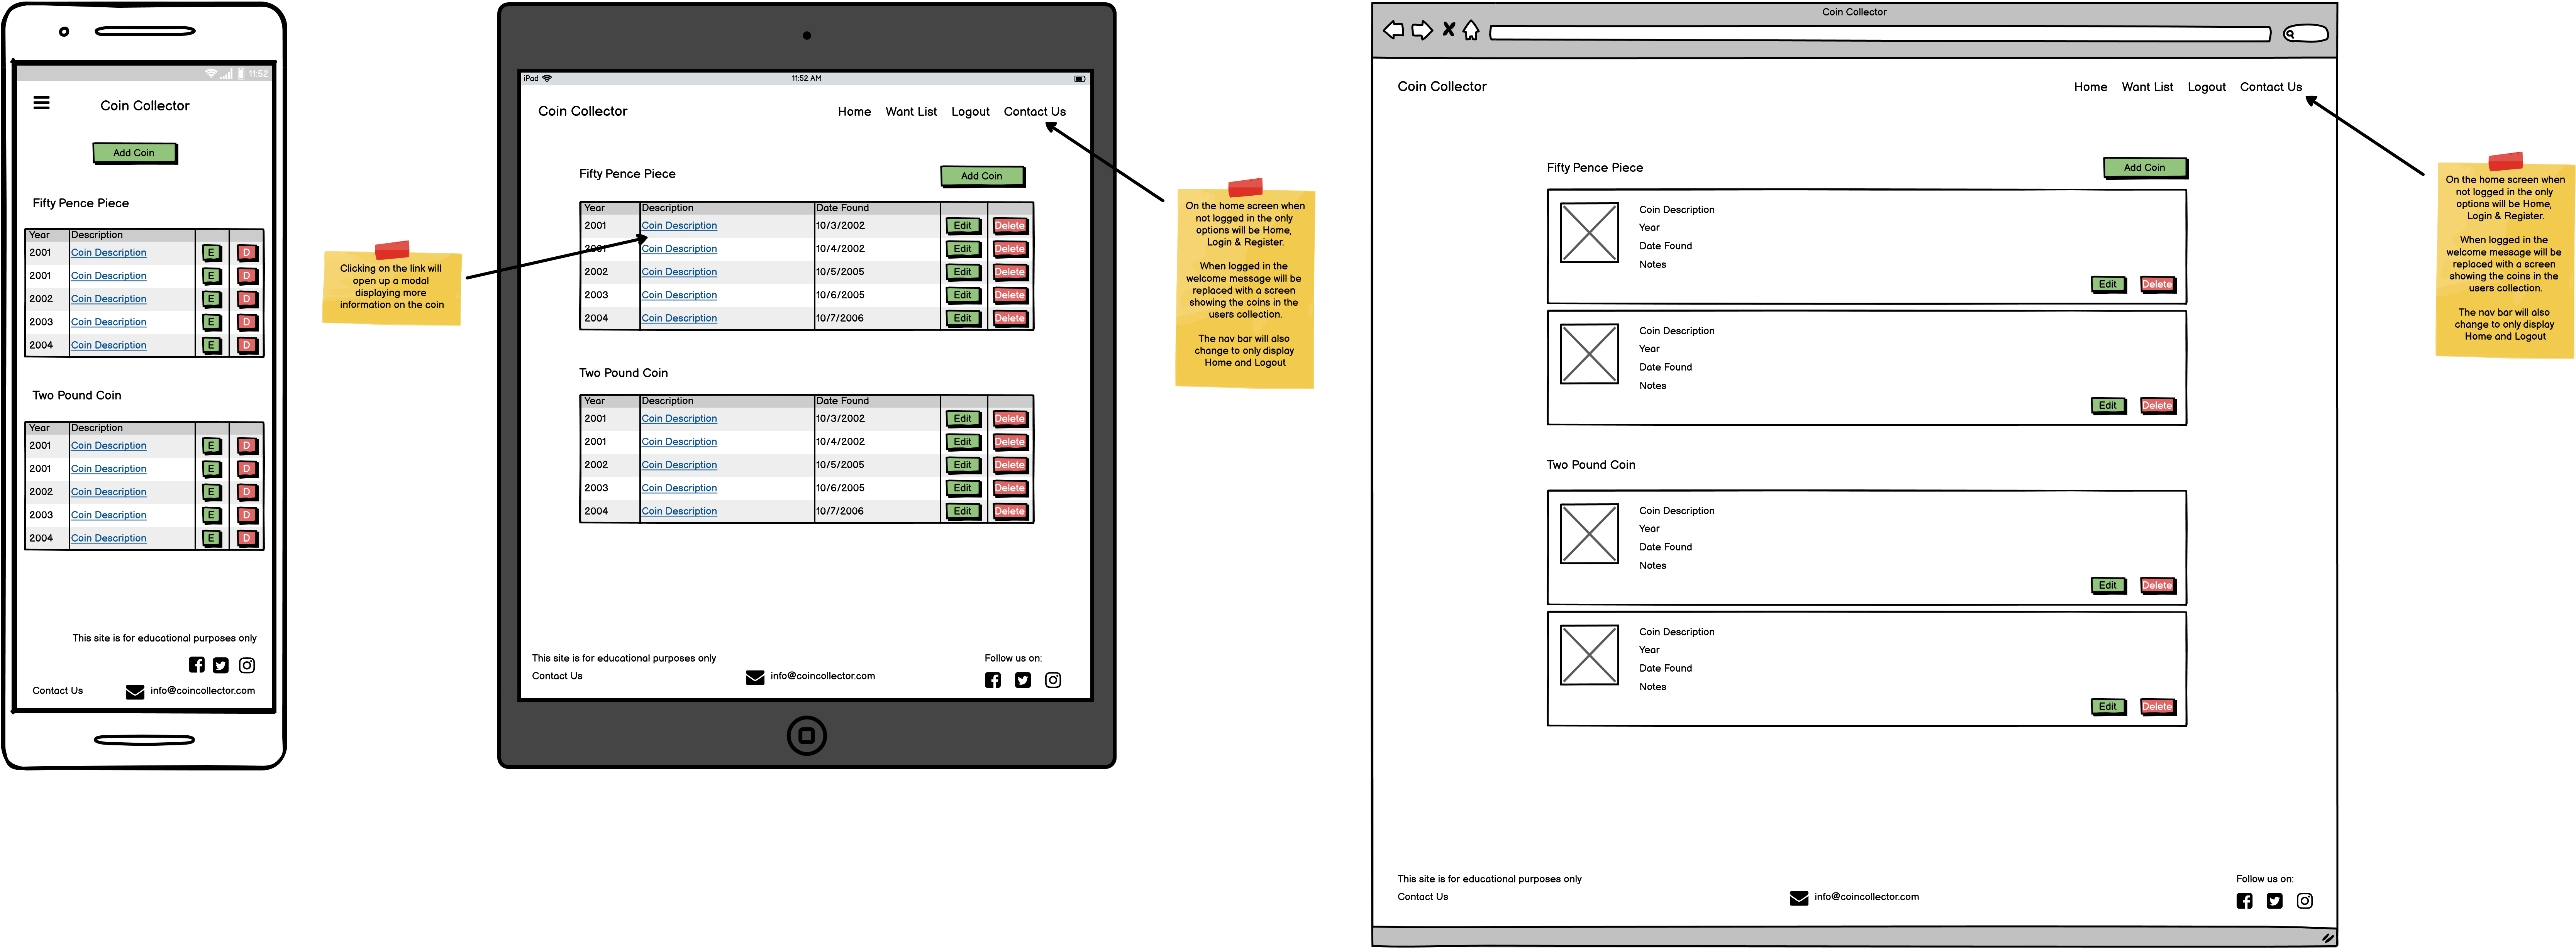 11:52
Coin Collector
Add Coin
Fifty Pence Piece
Year Description
2001 Coin Description E D
2001 Coin Description E D
2002 Coin Description E D
2003 Coin Description E D
2004 Coin Description E D
Two Pound Coin
Year Description
2001 Coin Description E D
2001 Coin Description E D
2002 Coin Description E D
2003 Coin Description E D
2004 Coin Description E D
This site is for educational purposes only
Contact Us info@coincollector.com
Clicking on the link will
open up a modal
displaying more
information on the coin
iPad 11:52 AM
Coin Collector Home Want List Logout Contact Us
Fifty Pence Piece Add Coin
Year Description Date Found
2001 Coin Description 10/3/2002 Edit Delete
2001 Coin Description 10/4/2002 Edit Delete
2002 Coin Description 10/5/2005 Edit Delete
2003 Coin Description 10/6/2005 Edit Delete
2004 Coin Description 10/7/2006 Edit Delete
Two Pound Coin
Year Description Date Found
2001 Coin Description 10/3/2002 Edit Delete
2001 Coin Description 10/4/2002 Edit Delete
2002 Coin Description 10/5/2005 Edit Delete
2003 Coin Description 10/6/2005 Edit Delete
2004 Coin Description 10/7/2006 Edit Delete
This site is for educational purposes only Follow us on:
Contact Us info@coincollector.com
On the home screen when
not logged in the only
options will be Home,
Login & Register.
When logged in the
welcome message will be
replaced with a screen
showing the coins in the
users collection.
The nav bar will also
change to only display
Home and Logout
Coin Collector
Coin Collector Home Want List Logout Contact Us
Fifty Pence Piece Add Coin
Coin Description
Year
Date Found
Notes
Edit Delete
Coin Description
Year
Date Found
Notes
Edit Delete
Two Pound Coin
Coin Description
Year
Date Found
Notes
Edit Delete
Coin Description
Year
Date Found
Notes
Edit Delete
This site is for educational purposes only Follow us on:
Contact Us info@coincollector.com
On the home screen when
not logged in the only
options will be Home,
Login & Register.
When logged in the
welcome message will be
replaced with a screen
showing the coins in the
users collection.
The nav bar will also
change to only display
Home and Logout